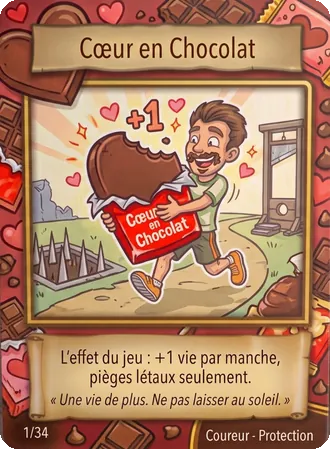 Cœur en Chocolat
+1
Cœur
en
Chocolat
L'effet du jeu : +1 vie par manche,
pièges létaux seulement.
« Une vie de plus. Ne pas laisser au soleil. »
1/34
Coureur - Protection